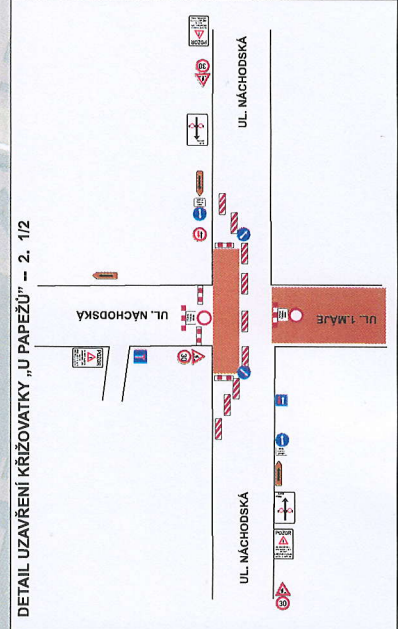 DETAIL UZAVŘENÍ KŘIŽOVATKY „U PAPEŽŮ" – 2. 1/2
UL. NÁCHODSKÁ
UL. NÁCHODSKÁ
UL. NÁCHODSKÁ
UL. 1.MÁJE
POZOR
30
30
POZOR
POZOR
30